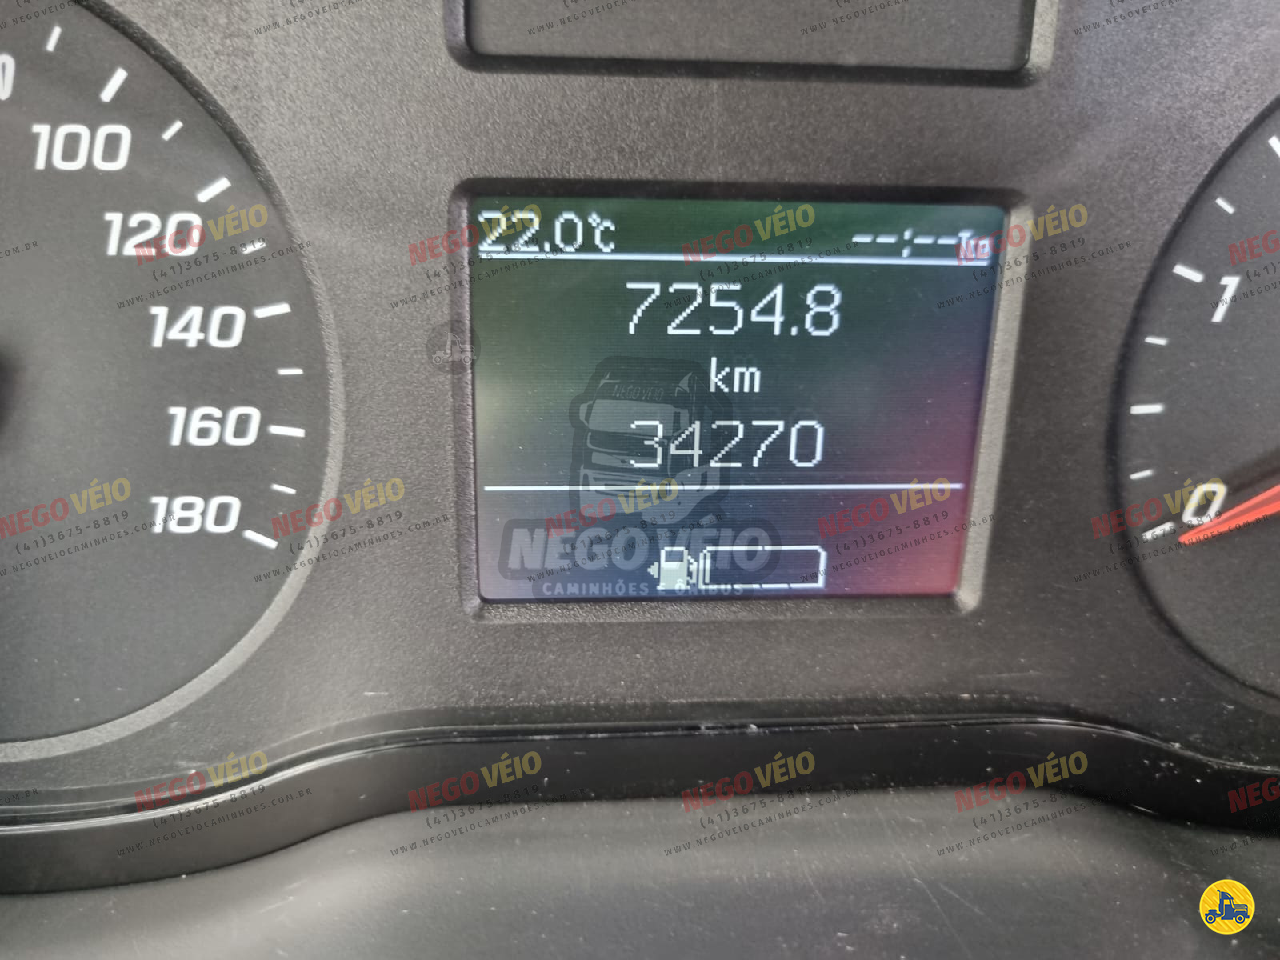 100
120
140
160
180
22.0°C
--:--
7254.8
km
34270
1
0
NEGO VÉIO
CAMINHÕES E ÔNIBUS
NEGO VÉIO
(41)3675-8819
WWW.NEGOVEIOCAMINHOES.COM.BR